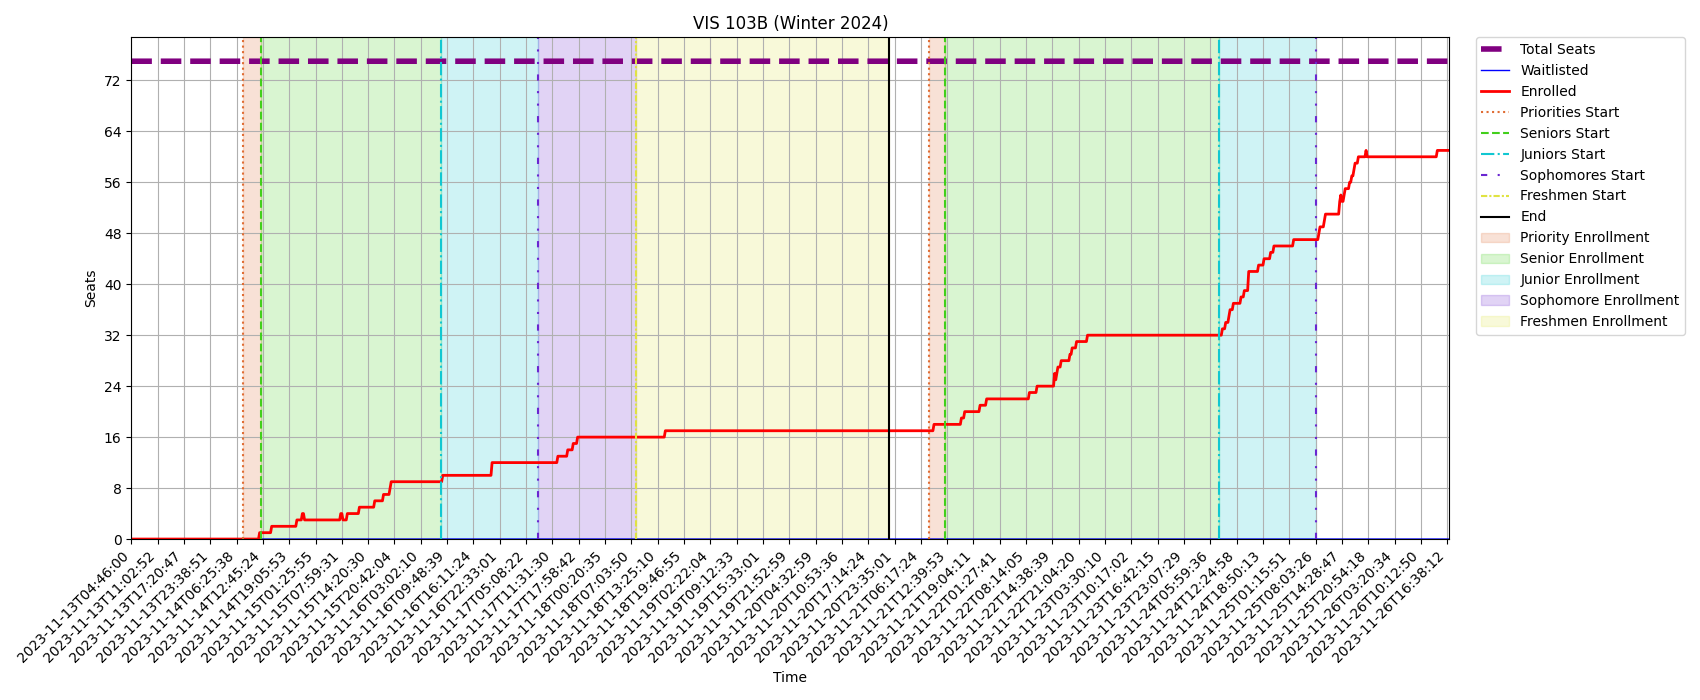 VIS 103B (Winter 2024)
Seats
72
64
56
48
40
32
24
16
8
0
2023-11-13T04:46:00
2023-11-13T11:02:52
2023-11-13T17:20:47
2023-11-13T23:38:51
2023-11-14T06:25:38
2023-11-14T12:45:24
2023-11-14T19:05:53
2023-11-15T01:25:55
2023-11-15T07:59:31
2023-11-15T14:20:30
2023-11-15T20:42:04
2023-11-16T03:02:10
2023-11-16T09:48:39
2023-11-16T16:11:24
2023-11-16T22:33:01
2023-11-17T05:08:22
2023-11-17T11:31:30
2023-11-17T17:58:42
2023-11-18T00:20:35
2023-11-18T07:03:50
2023-11-18T13:25:10
2023-11-18T19:46:55
2023-11-19T02:22:04
2023-11-19T09:12:33
2023-11-19T15:33:01
2023-11-19T21:52:59
2023-11-20T04:32:59
2023-11-20T10:53:36
2023-11-20T17:14:24
2023-11-20T23:35:01
2023-11-21T06:17:24
2023-11-21T12:39:53
2023-11-21T19:04:11
2023-11-22T01:27:41
2023-11-22T08:14:05
2023-11-22T14:38:39
2023-11-22T21:04:20
2023-11-23T03:30:10
2023-11-23T10:17:02
2023-11-23T16:42:15
2023-11-23T23:07:29
2023-11-24T05:59:36
2023-11-24T12:24:58
2023-11-24T18:50:13
2023-11-25T01:15:51
2023-11-25T08:03:26
2023-11-25T14:28:47
2023-11-25T20:54:18
2023-11-26T03:20:34
2023-11-26T10:12:50
2023-11-26T16:38:12
Time
Total Seats
Waitlisted
Enrolled
Priorities Start
Seniors Start
Juniors Start
Sophomores Start
Freshmen Start
End
Priority Enrollment
Senior Enrollment
Junior Enrollment
Sophomore Enrollment
Freshmen Enrollment